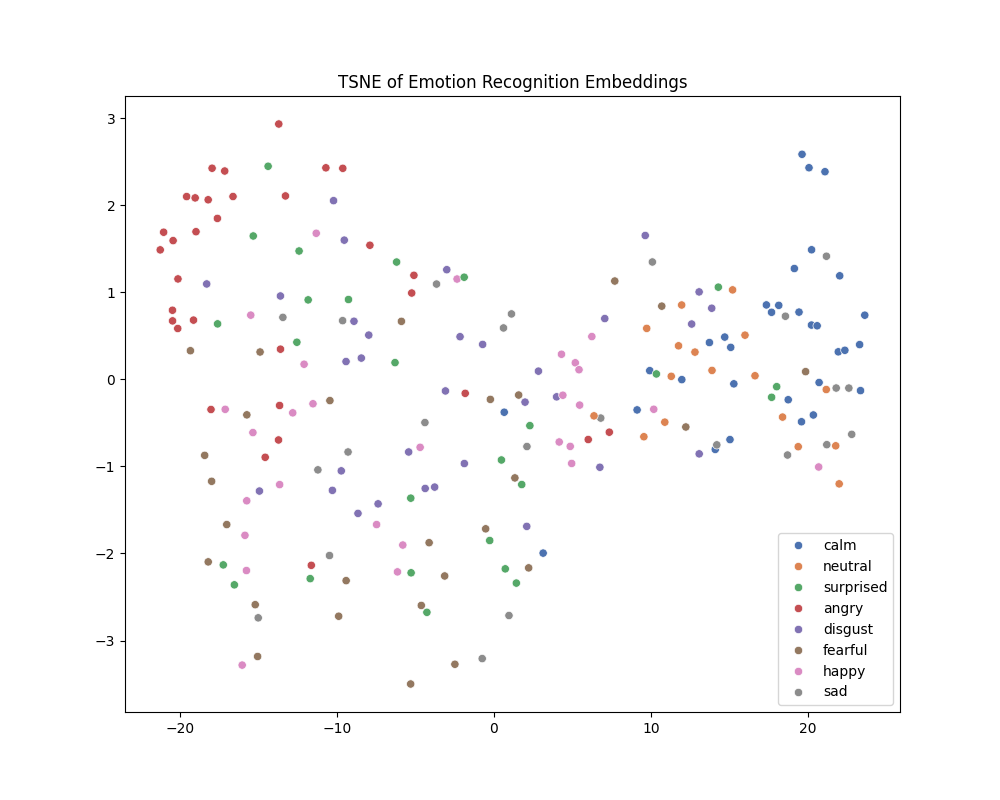 TSNE of Emotion Recognition Embeddings
3
2
1
0
−1
−2
−3
−20
−10
0
10
20
calm
neutral
surprised
angry
disgust
fearful
happy
sad